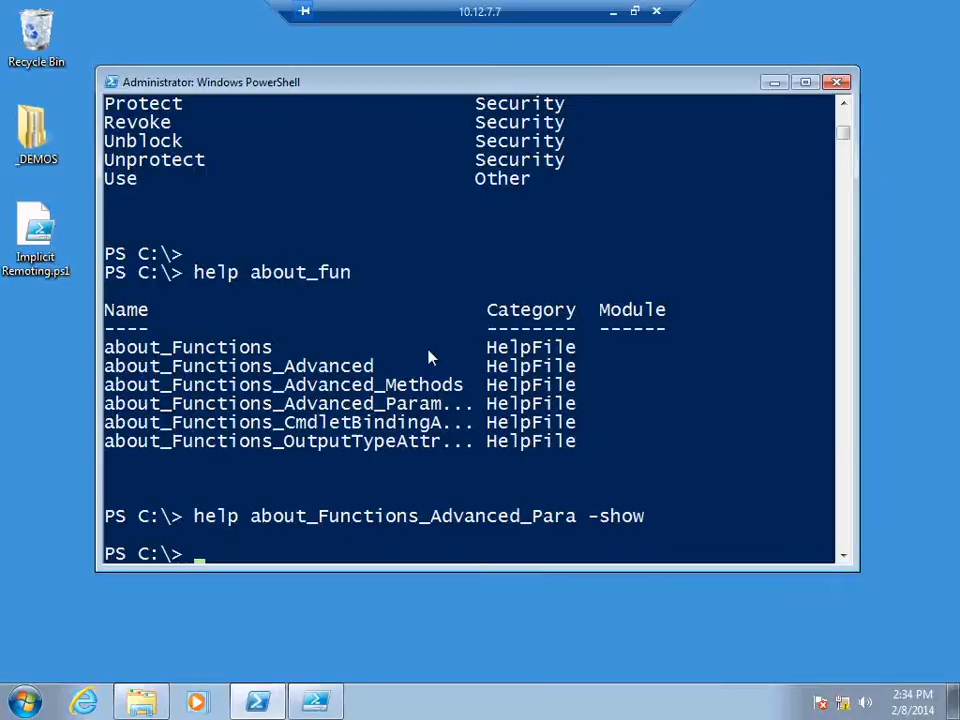 10.12.7.7
Recycle Bin
_DEMOS
Implicit
Remoting.ps1
Administrator: Windows PowerShell
Protect Security
Revoke Security
Unblock Security
Unprotect Security
Use Other
PS C:\>
PS C:\> help about_fun
Name Category Module
---- -------- ------
about_Functions HelpFile
about_Functions_Advanced HelpFile
about_Functions_Advanced_Methods HelpFile
about_Functions_Advanced_Param... HelpFile
about_Functions_CmdletBindingA... HelpFile
about_Functions_OutputTypeAttr... HelpFile
PS C:\> help about_Functions_Advanced_Para -show
PS C:\> _
2:34 PM
2/8/2014